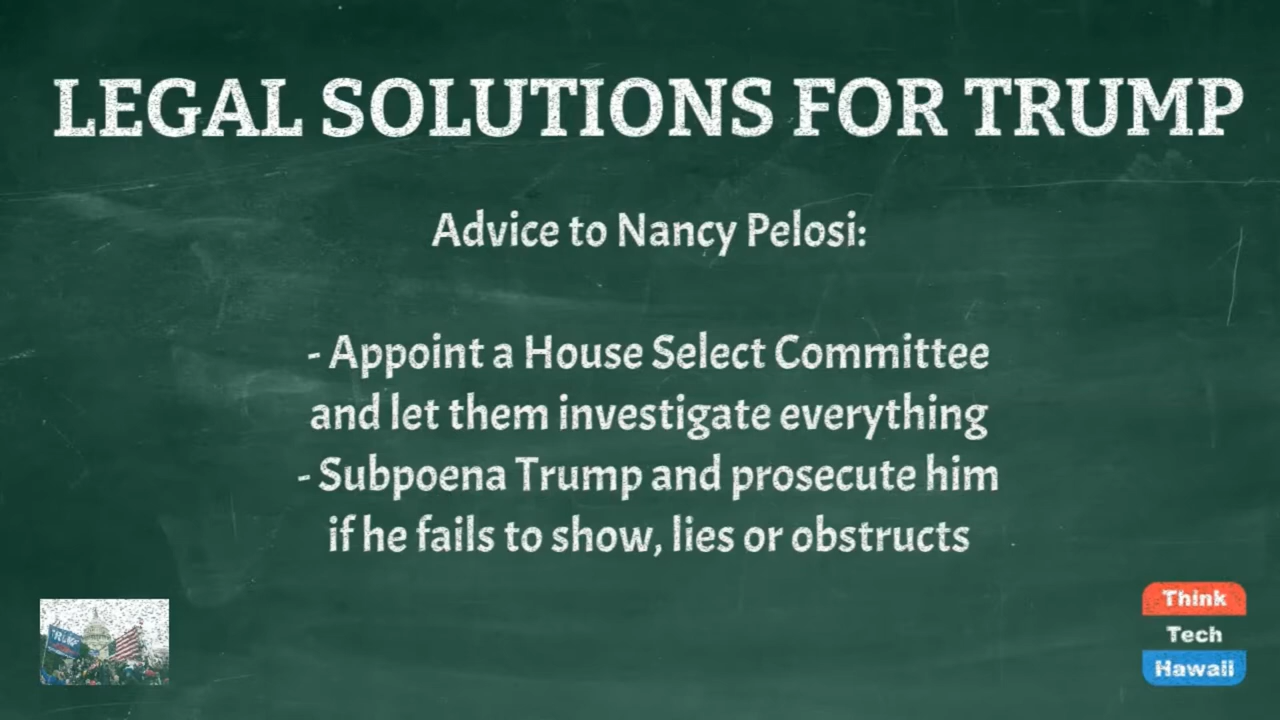 LEGAL SOLUTIONS FOR TRUMP
Advice to Nancy Pelosi:
- Appoint a House Select Committee
and let them investigate everything
- Subpoena Trump and prosecute him
if he fails to show, lies or obstructs
TRUMP
Think
Tech
Hawaii